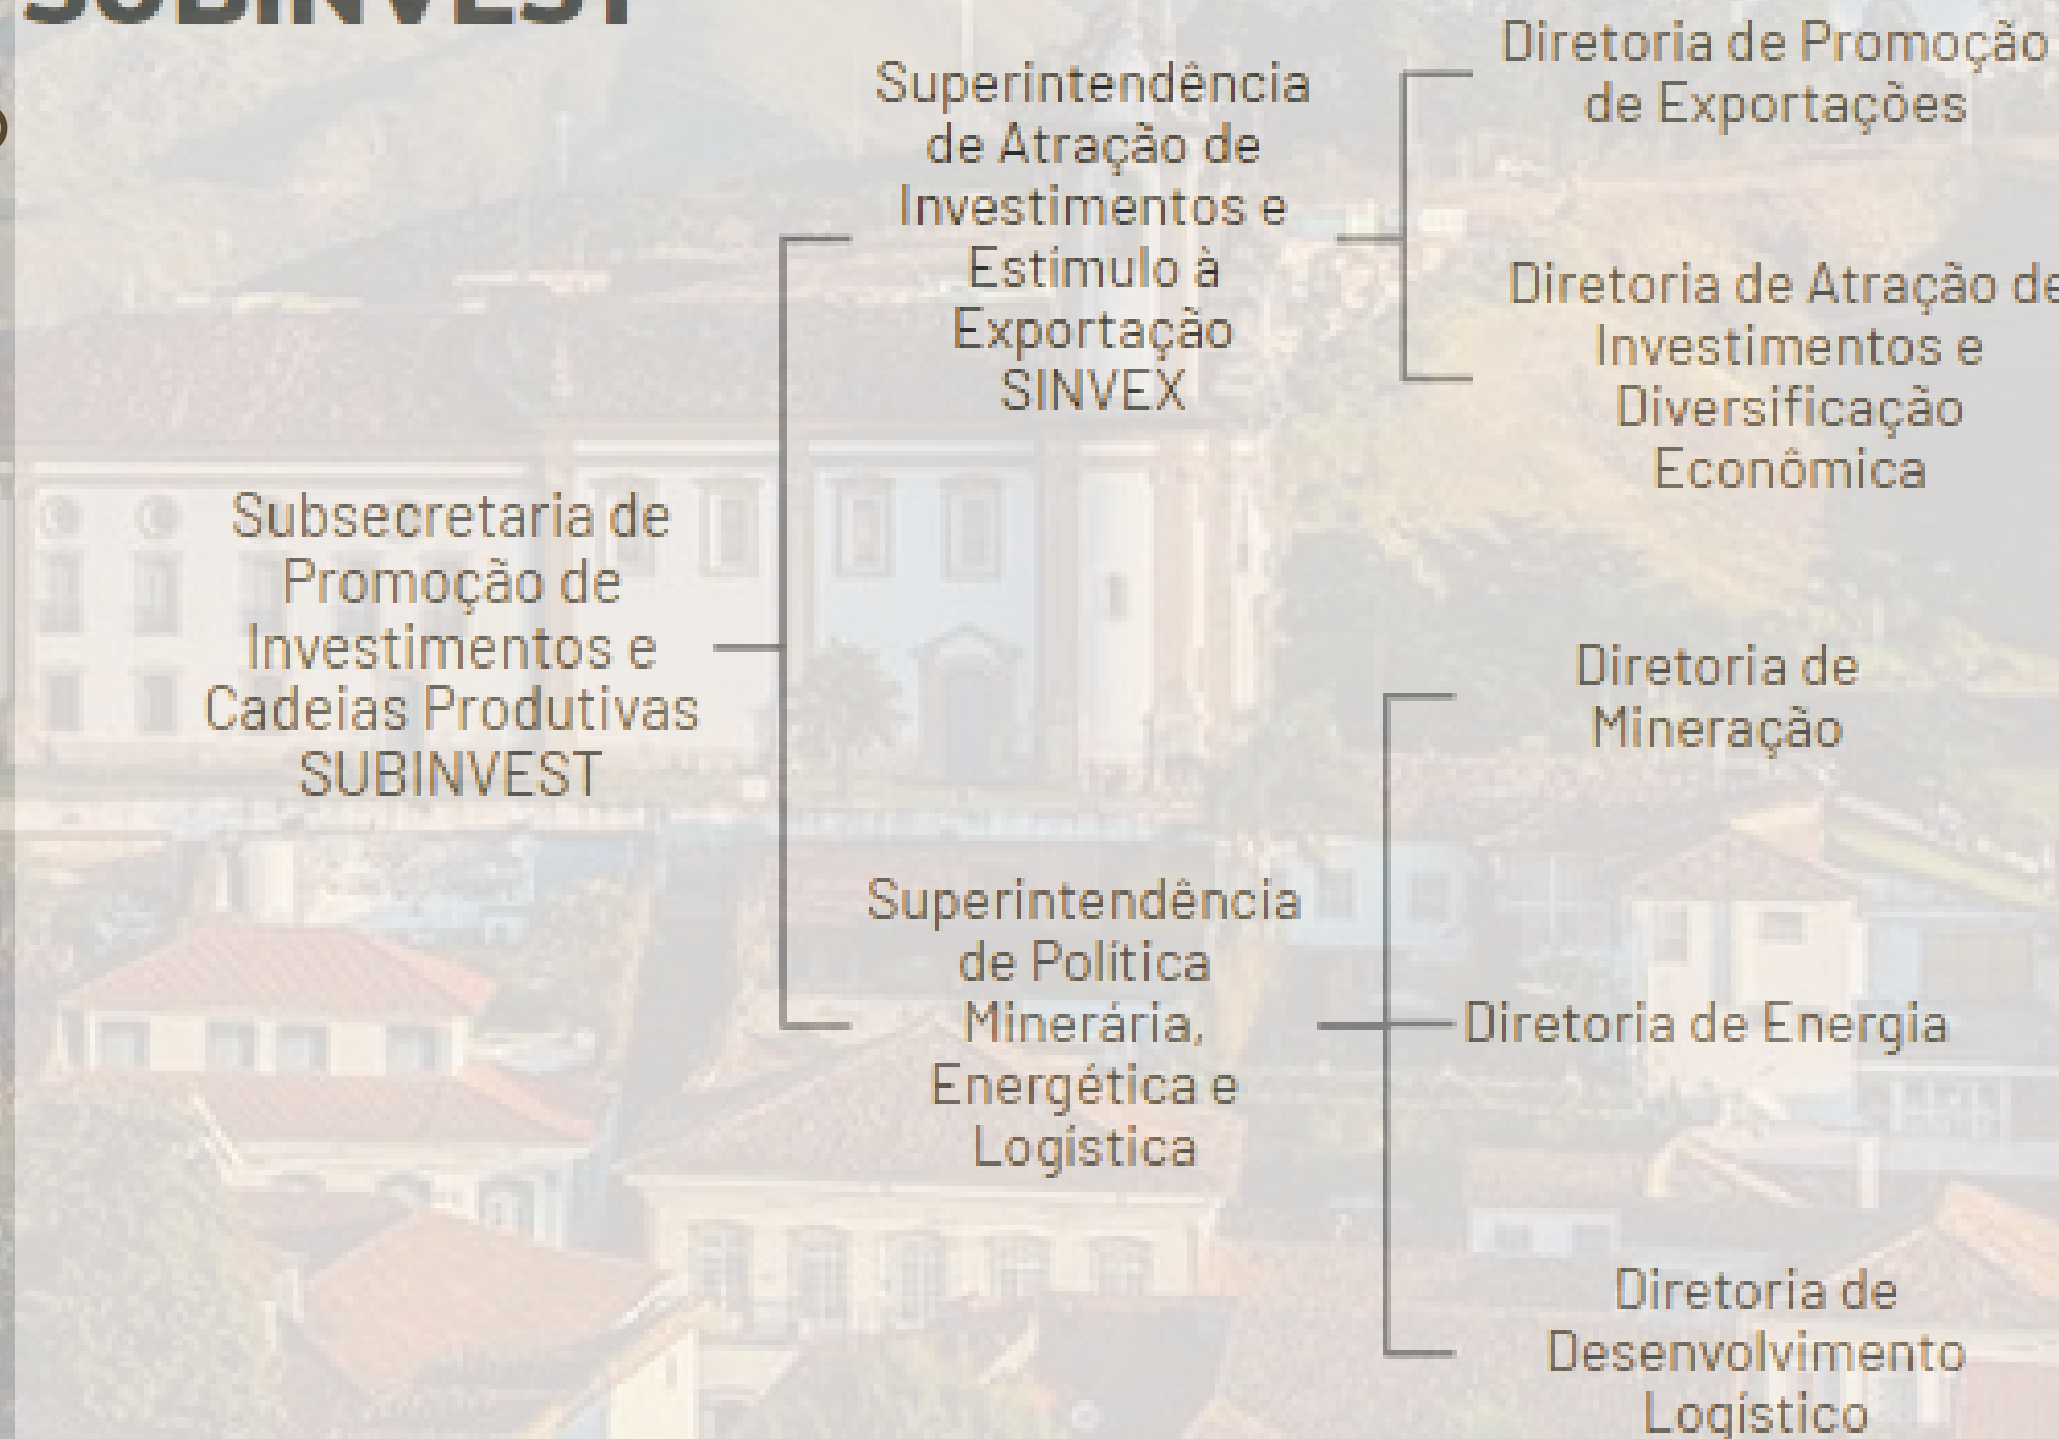 SUBINVEST
Superintendência
de Atração de
Investimentos e
Estímulo à
Exportação
SINVEX
Diretoria de Promoção
de Exportações
Diretoria de Atração de
Investimentos e
Diversificação
Econômica
Subsecretaria de
Promoção de
Investimentos e
Cadeias Produtivas
SUBINVEST
Superintendência
de Política
Minerária,
Energética e
Logística
Diretoria de
Mineração
Diretoria de Energia
Diretoria de
Desenvolvimento
Logístico